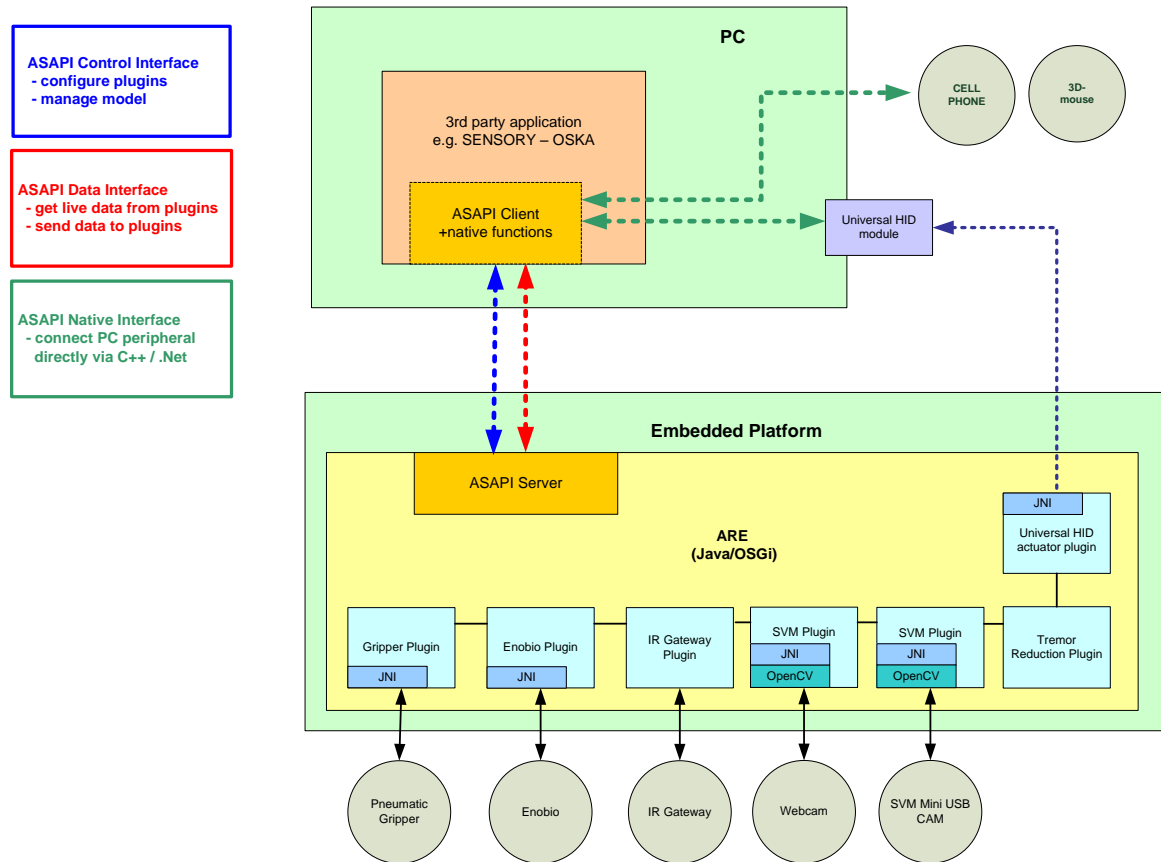 ASAPI Control Interface
- configure plugins
- manage model
ASAPI Data Interface
- get live data from plugins
- send data to plugins
ASAPI Native Interface
- connect PC peripheral
directly via C++ / .Net
PC
3rd party application
e.g. SENSORY – OSKA
ASAPI Client
+native functions
CELL
PHONE
3D-
mouse
Universal HID
module
Embedded Platform
ASAPI Server
ARE
(Java/OSGi)
JNI
Universal HID
actuator plugin
Gripper Plugin
JNI
Enobio Plugin
JNI
IR Gateway
Plugin
SVM Plugin
JNI
OpenCV
SVM Plugin
JNI
OpenCV
Tremor
Reduction Plugin
Pneumatic
Gripper
Enobio
IR Gateway
Webcam
SVM Mini USB
CAM